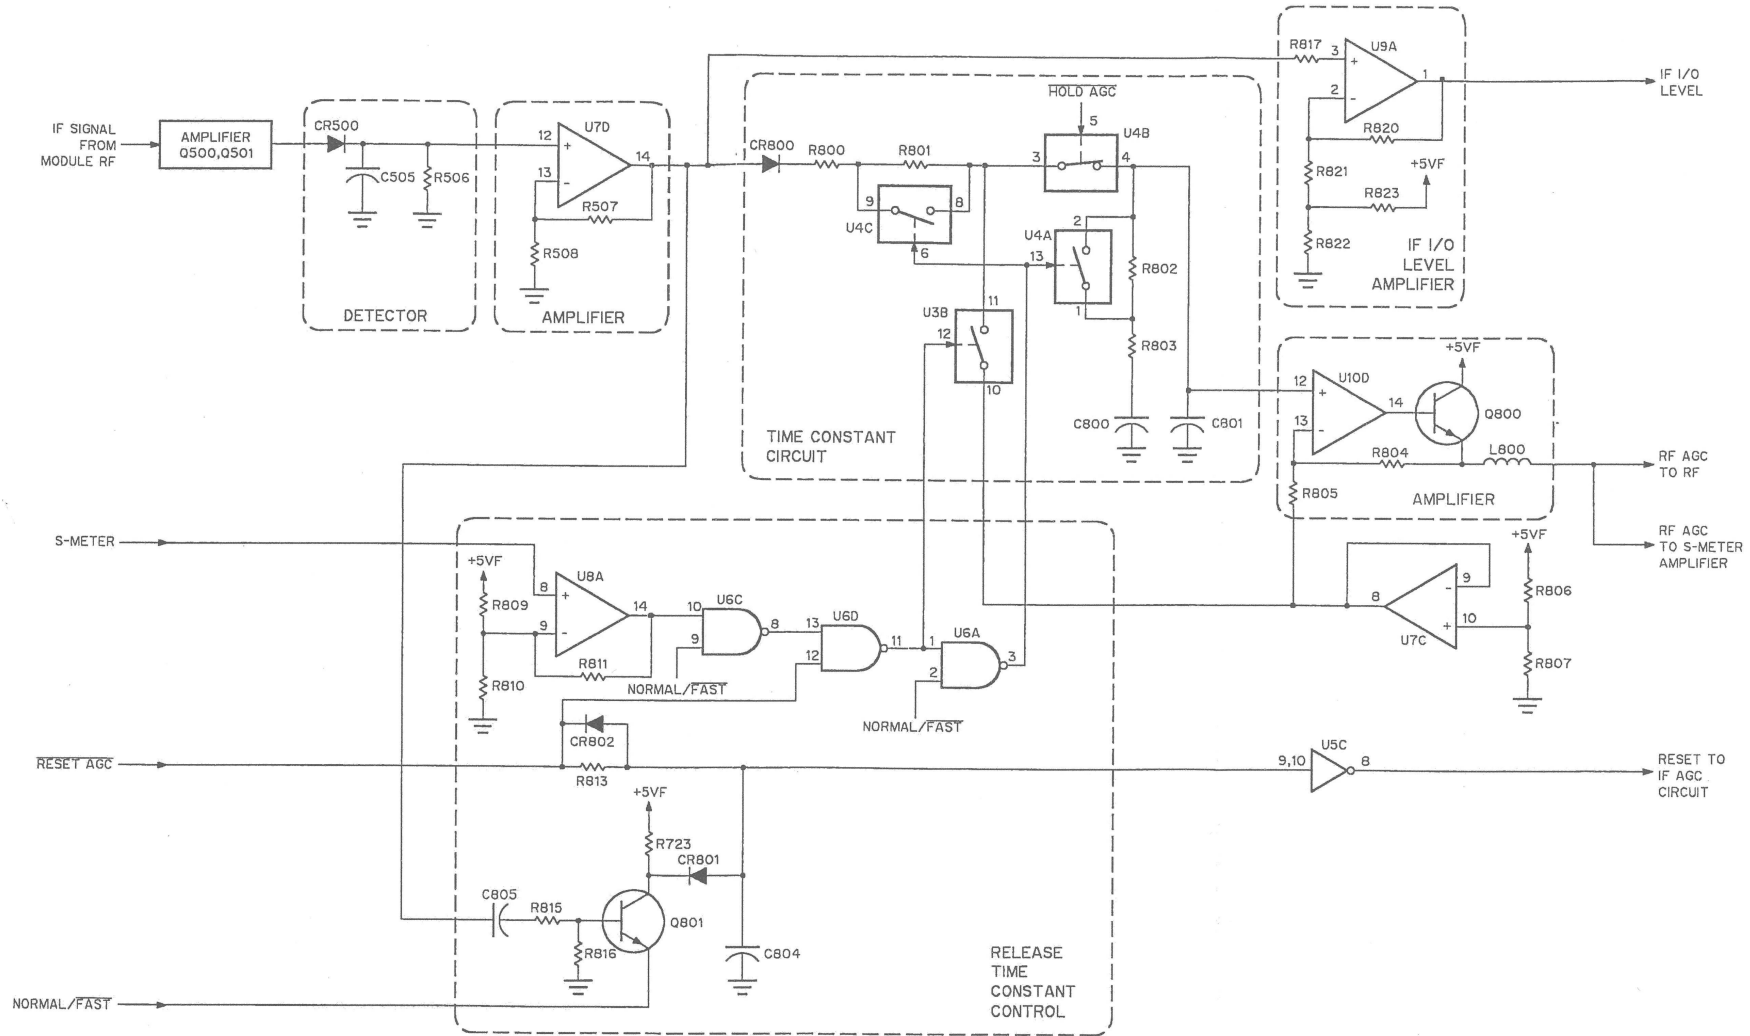 IF SIGNAL
FROM
MODULE RF
AMPLIFIER
Q500,Q501
CR500
C505
R506
DETECTOR
U7D
12
13
14
+
-
R507
R508
AMPLIFIER
CR800
R800
R801
9
8
U4C
6
HOLD AGC
5
U4B
3
4
U4A
2
13
1
R802
R803
U3B
11
12
10
C800
C801
TIME CONSTANT
CIRCUIT
R817
U9A
3
+
2
-
1
R820
R821
+5VF
R823
R822
IF I/O
LEVEL
AMPLIFIER
IF I/O
LEVEL
+5VF
U10D
12
+
13
-
14
Q800
R804
L800
R805
AMPLIFIER
RF AGC
TO RF
RF AGC
TO S-METER
AMPLIFIER
+5VF
9
-
8
10
+
U7C
R806
R807
S-METER
+5VF
R809
R810
U8A
8
+
9
-
14
R811
U6C
10
9
8
NORMAL/FAST
U6D
13
12
11
U6A
1
2
3
NORMAL/FAST
CR802
RESET AGC
R813
U5C
9,10
8
RESET TO
IF AGC
CIRCUIT
+5VF
R723
CR801
C805
R815
R816
Q801
C804
RELEASE
TIME
CONSTANT
CONTROL
NORMAL/FAST